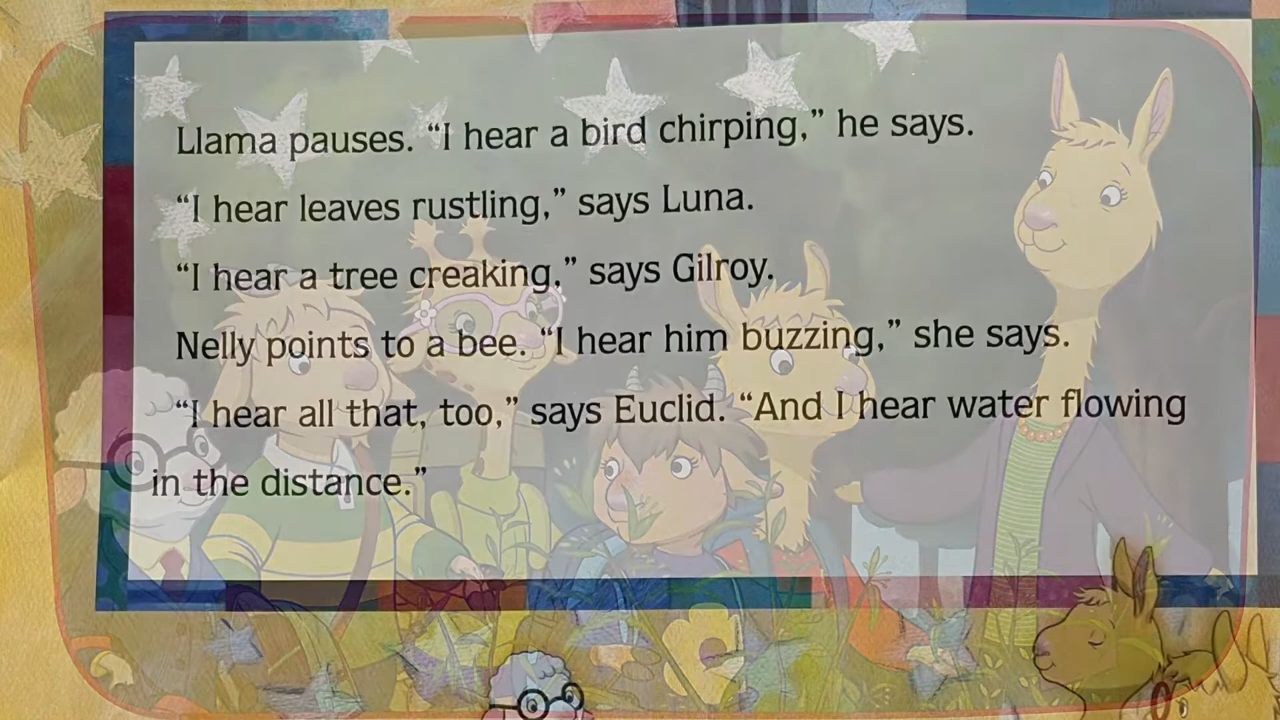 Llama pauses. “I hear a bird chirping,” he says.
“I hear leaves rustling,” says Luna.
“I hear a tree creaking,” says Gilroy.
Nelly points to a bee. “I hear him buzzing,” she says.
“I hear all that, too,” says Euclid. “And I hear water flowing
in the distance.”